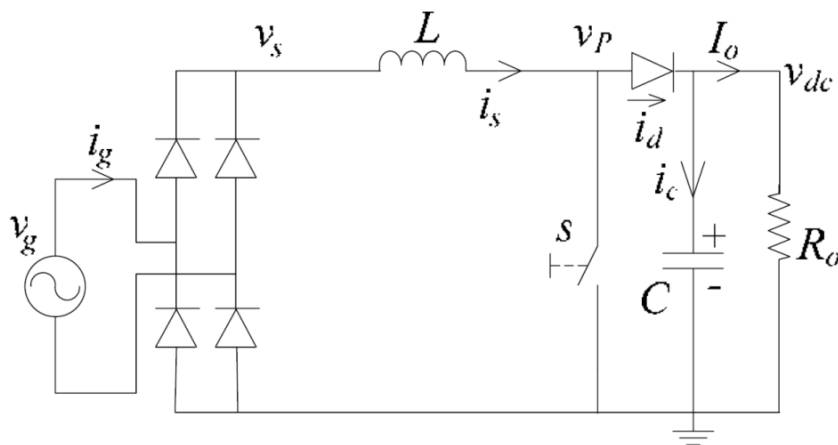 v_s
L
v_P
I_o
v_dc
i_s
i_d
i_g
i_c
v_g
s
+
R_o
C
-